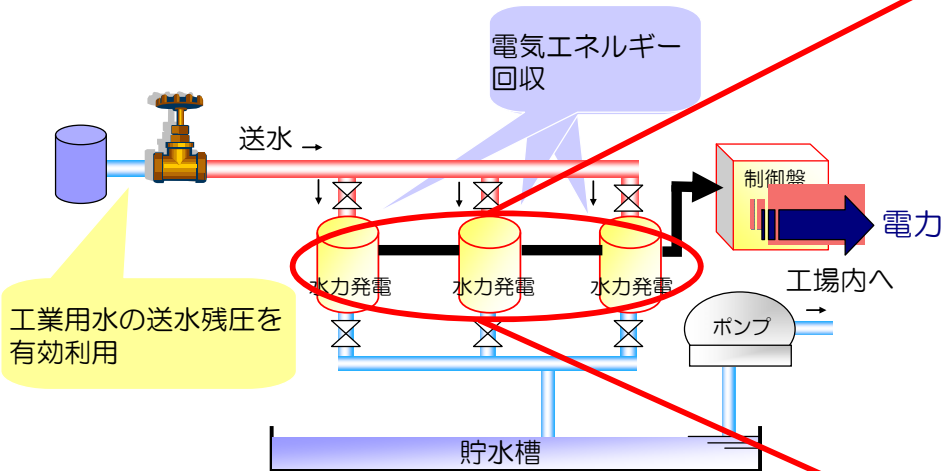 電気エネルギー
回収
送水
制御盤
電力
水力発電
水力発電
水力発電
工場内へ
工業用水の送水残圧を
有効利用
ポンプ
貯水槽